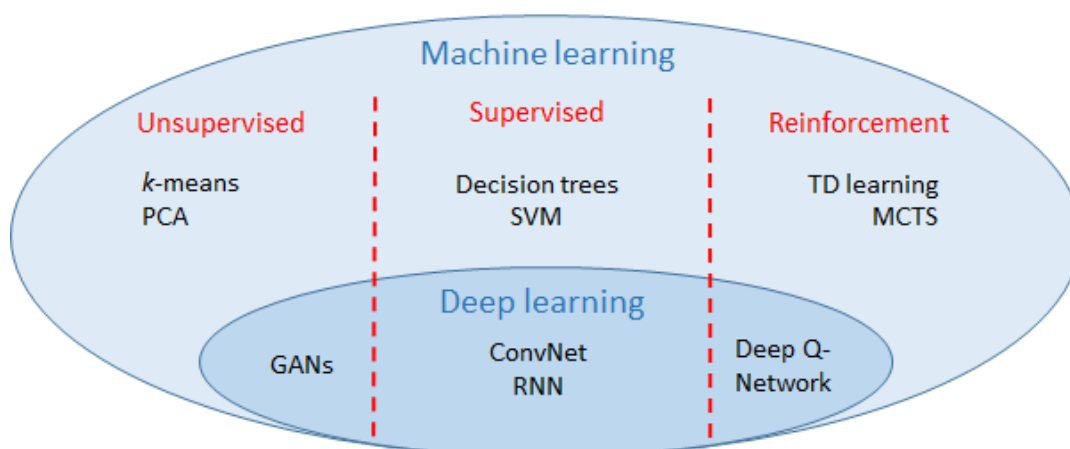 Machine learning
Unsupervised
Supervised
Reinforcement
k-means
PCA
Decision trees
SVM
TD learning
MCTS
Deep learning
GANs
ConvNet
RNN
Deep Q-
Network